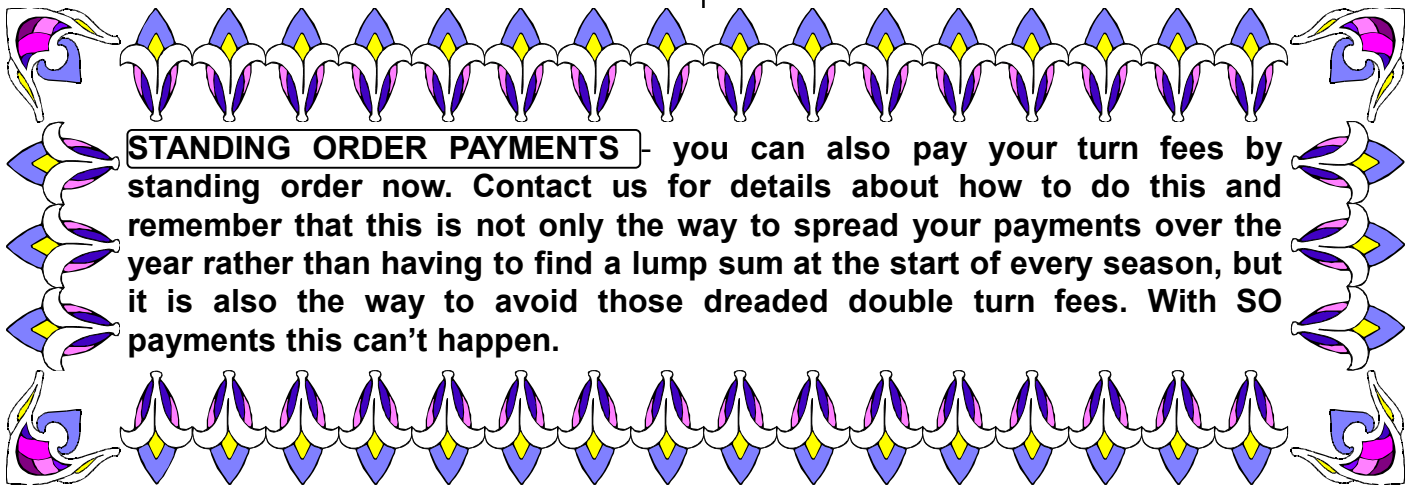 STANDING ORDER PAYMENTS - you can also pay your turn fees by
standing order now. Contact us for details about how to do this and
remember that this is not only the way to spread your payments over the
year rather than having to find a lump sum at the start of every season, but
it is also the way to avoid those dreaded double turn fees. With SO
payments this can’t happen.